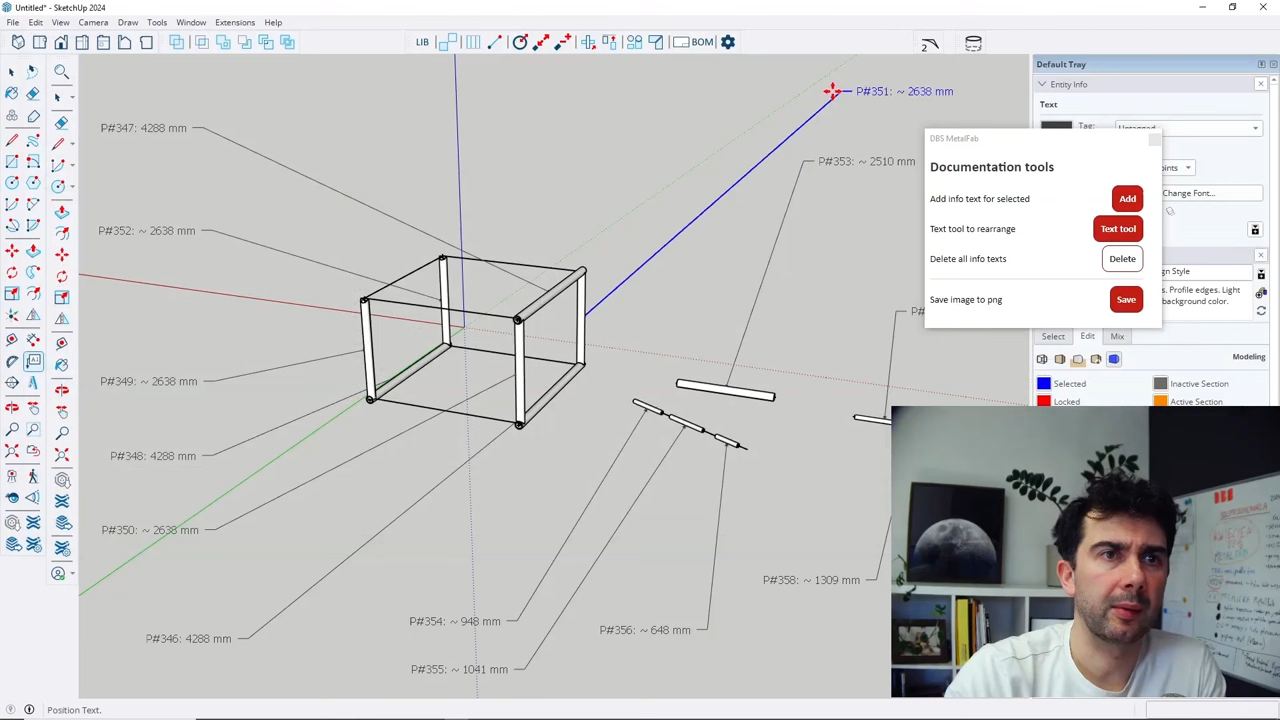 Untitled* - SketchUp 2024
File Edit View Camera Draw Tools Window Extensions Help
LIB
BOM
Default Tray
Entity Info
Text
Tag:
Untagged
Change Font...
DBS MetalFab
Documentation tools
Add info text for selected
Add
Text tool to rearrange
Text tool
Delete all info texts
Delete
Save image to png
Save
P#351: ~ 2638 mm
P#347: 4288 mm
P#353: ~ 2510 mm
P#352: ~ 2638 mm
P#349: ~ 2638 mm
P#348: 4288 mm
P#350: ~ 2638 mm
P#358: ~ 1309 mm
P#354: ~ 948 mm
P#356: ~ 648 mm
P#346: 4288 mm
P#355: ~ 1041 mm
Select Edit Mix
Modeling
Selected
Inactive Section
Locked
Active Section
Position Text.